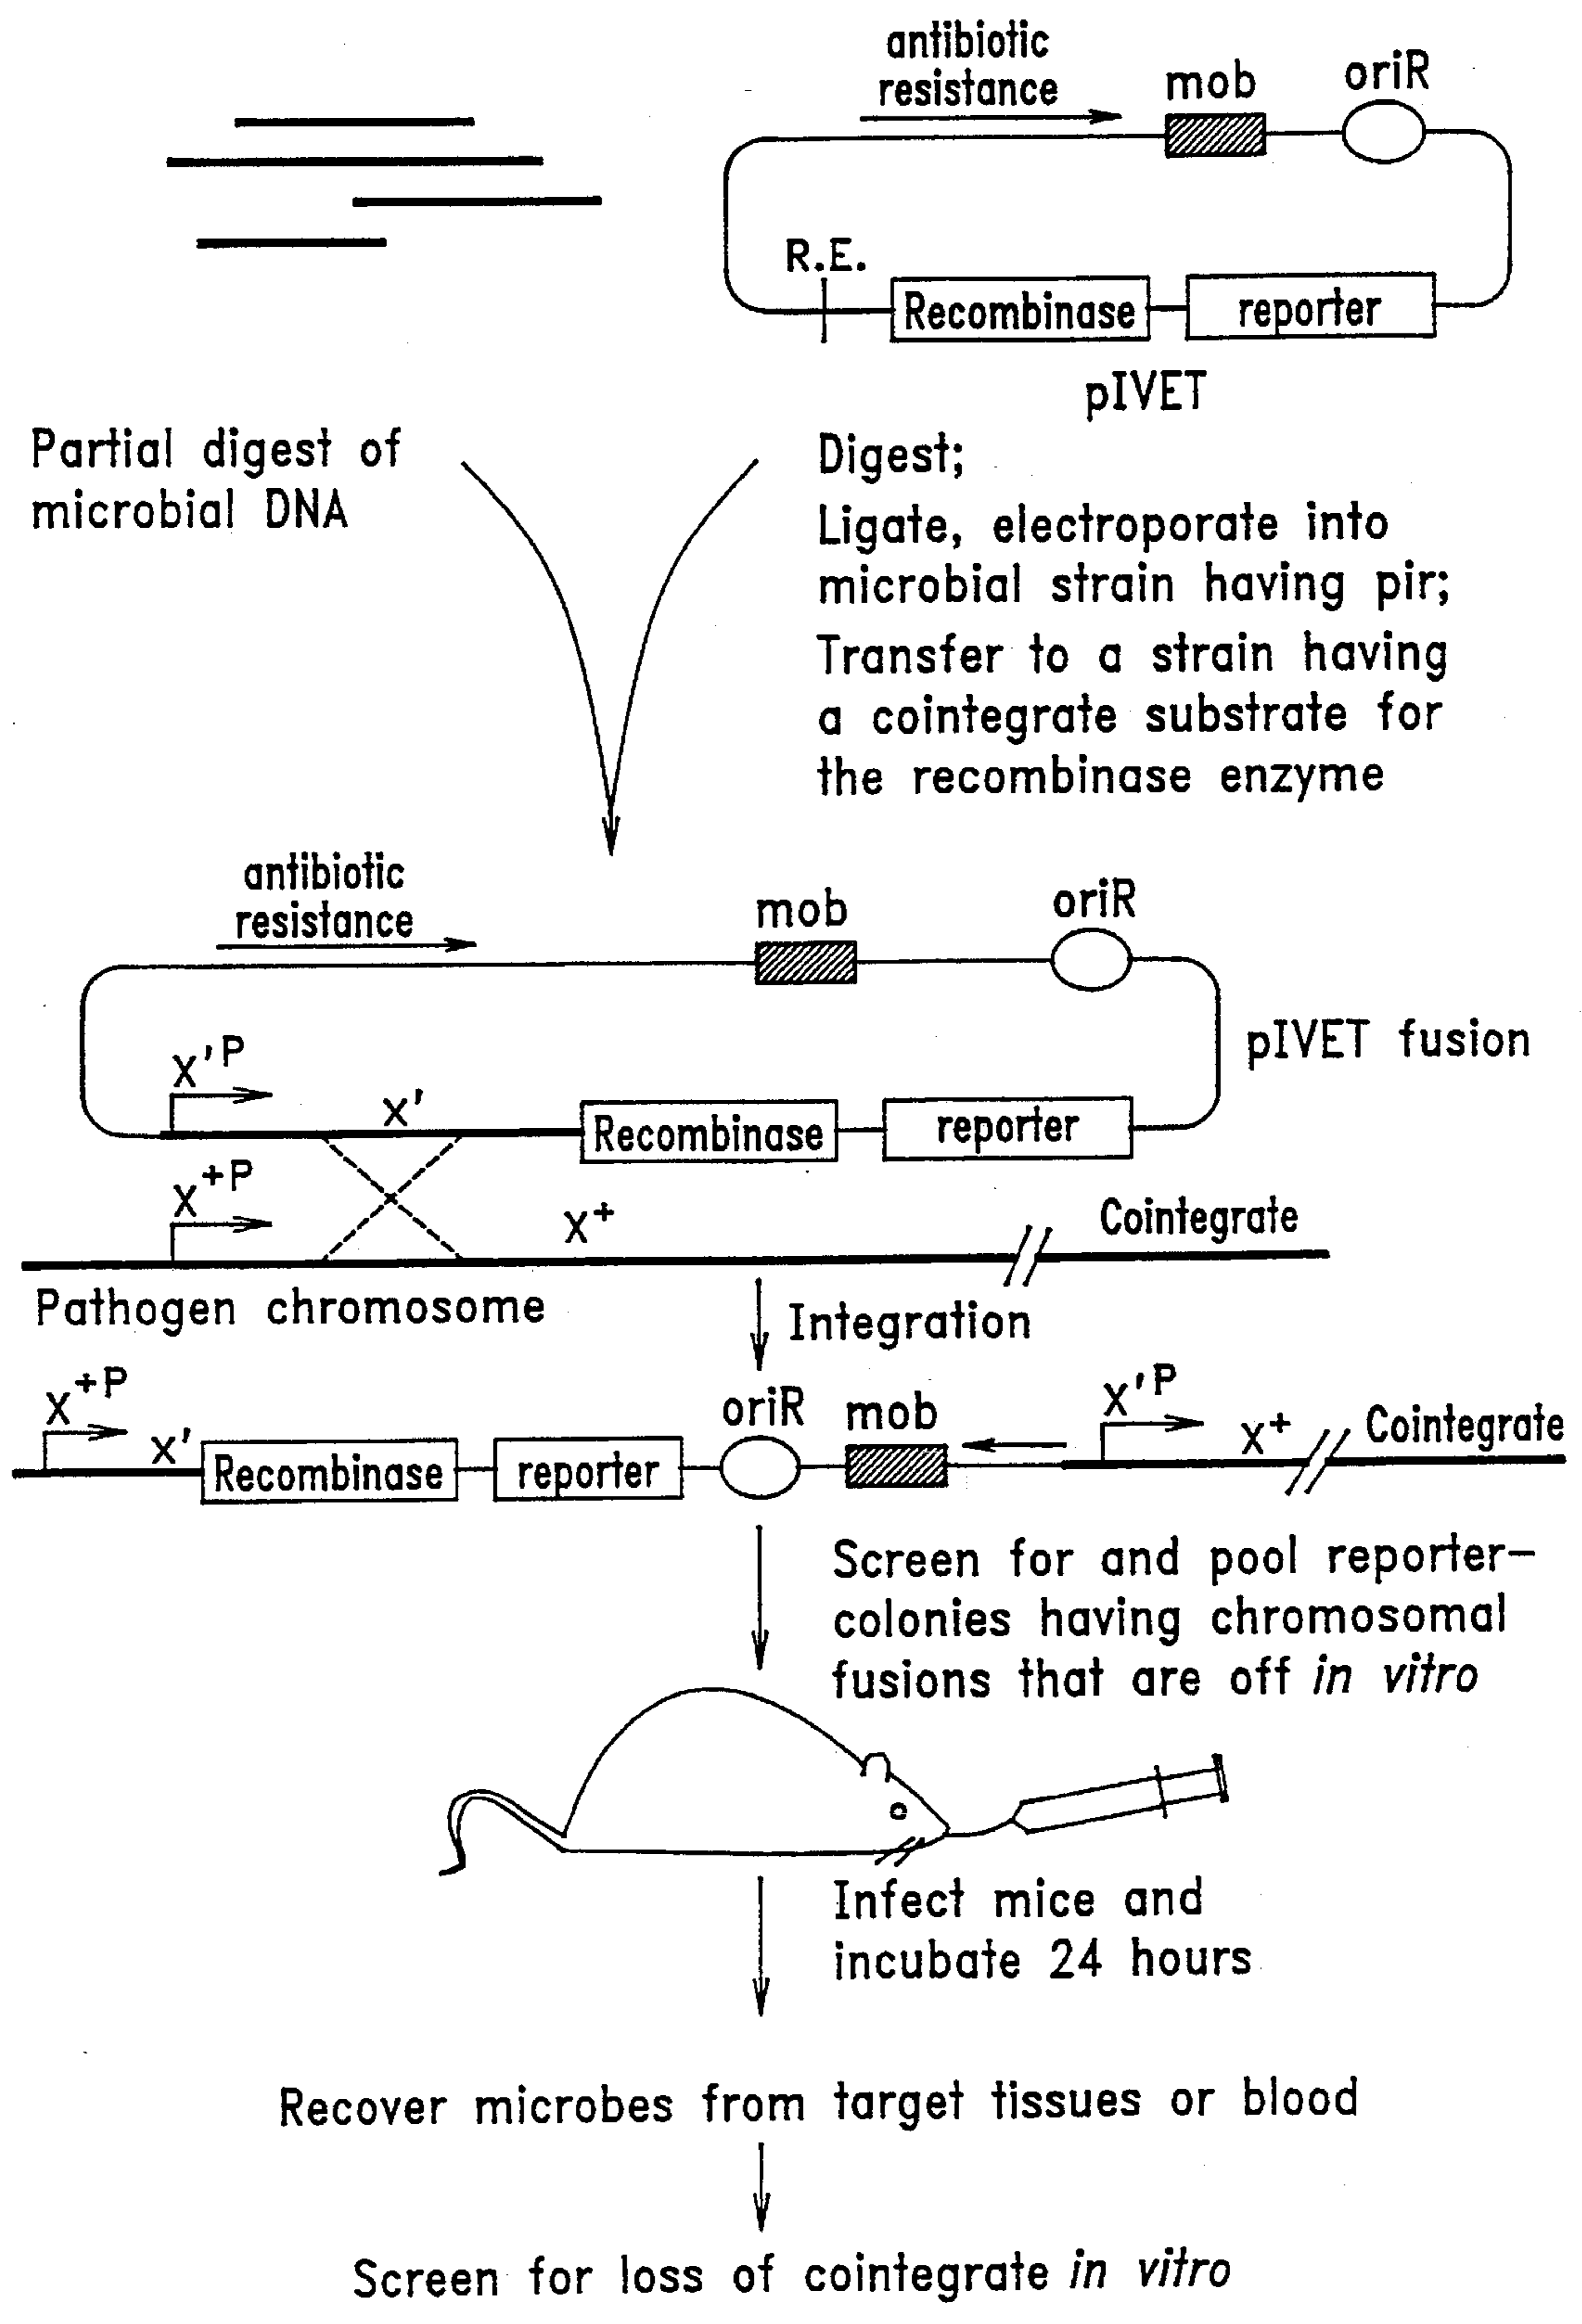 antibiotic
resistance
mob
oriR
R.E.
Recombinase
reporter
pIVET
Partial digest of
microbial DNA
Digest;
Ligate, electroporate into
microbial strain having pir;
Transfer to a strain having
a cointegrate substrate for
the recombinase enzyme
antibiotic
resistance
mob
oriR
pIVET fusion
X'P
X'
Recombinase
reporter
X+P
X+
Cointegrate
Pathogen chromosome
Integration
X+P
X'
Recombinase
reporter
oriR
mob
X'P
X+
Cointegrate
Screen for and pool reporter-
colonies having chromosomal
fusions that are off in vitro
Infect mice and
incubate 24 hours
Recover microbes from target tissues or blood
Screen for loss of cointegrate in vitro